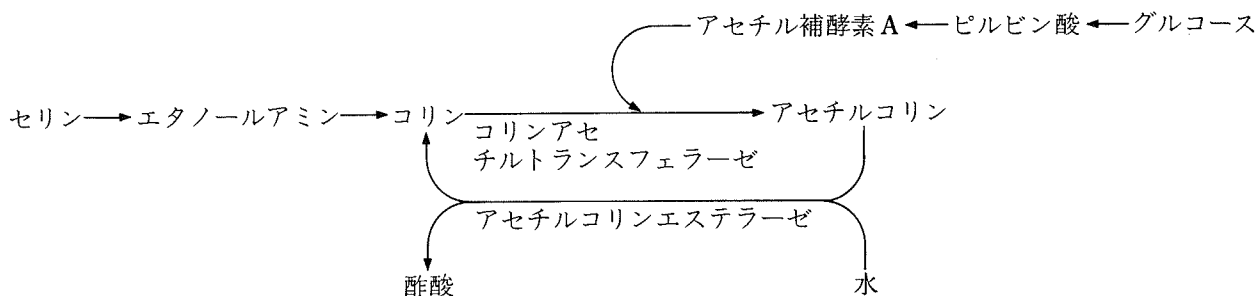 アセチル補酵素A←ピルビン酸←グルコース
セリン→エタノールアミン→コリン→アセチルコリン
コリンアセ
チルトランスフェラーゼ
アセチルコリンエステラーゼ
酢酸 水